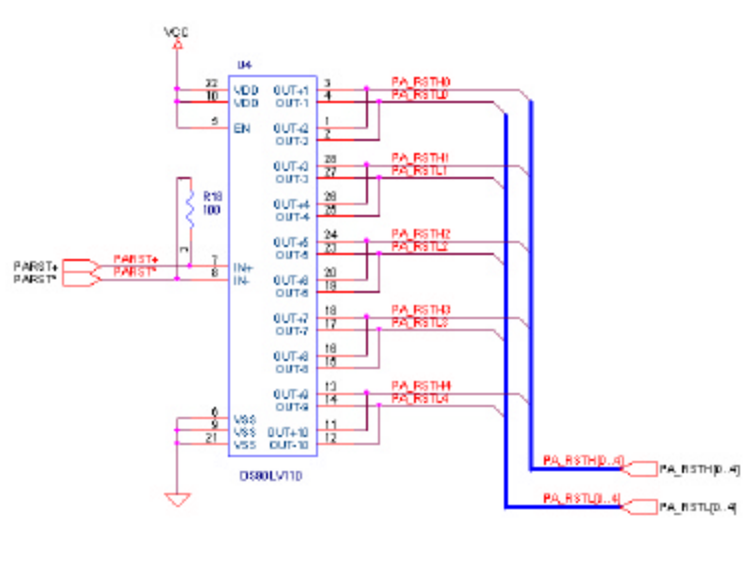 VCC
U4
22 VDD OUT+1 3 PA_RSTH0
10 VDD OUT-1 4 PA_RSTL0
5 EN OUT+2 1
OUT-2 2
OUT+3 28 PA_RSTH1
OUT-3 27 PA_RSTL1
R18
100
OUT+4 26
OUT-4 25
2
OUT+5 24 PA_RSTH2
OUT-5 23 PA_RSTL2
PARST+ PARST+ 7 IN+
PARST* PARST* 8 IN-
OUT+6 20
OUT-6 19
OUT+7 18 PA_RSTH3
OUT-7 17 PA_RSTL3
OUT+8 16
OUT-8 15
OUT+9 13 PA_RSTH4
OUT-9 14 PA_RSTL4
6 VSS
9 VSS OUT+10 11
21 VSS OUT-10 12
DS90LV110
PA_RSTH[0..4] PA_RSTH[0..4]
PA_RSTL[0..4] PA_RSTL[0..4]